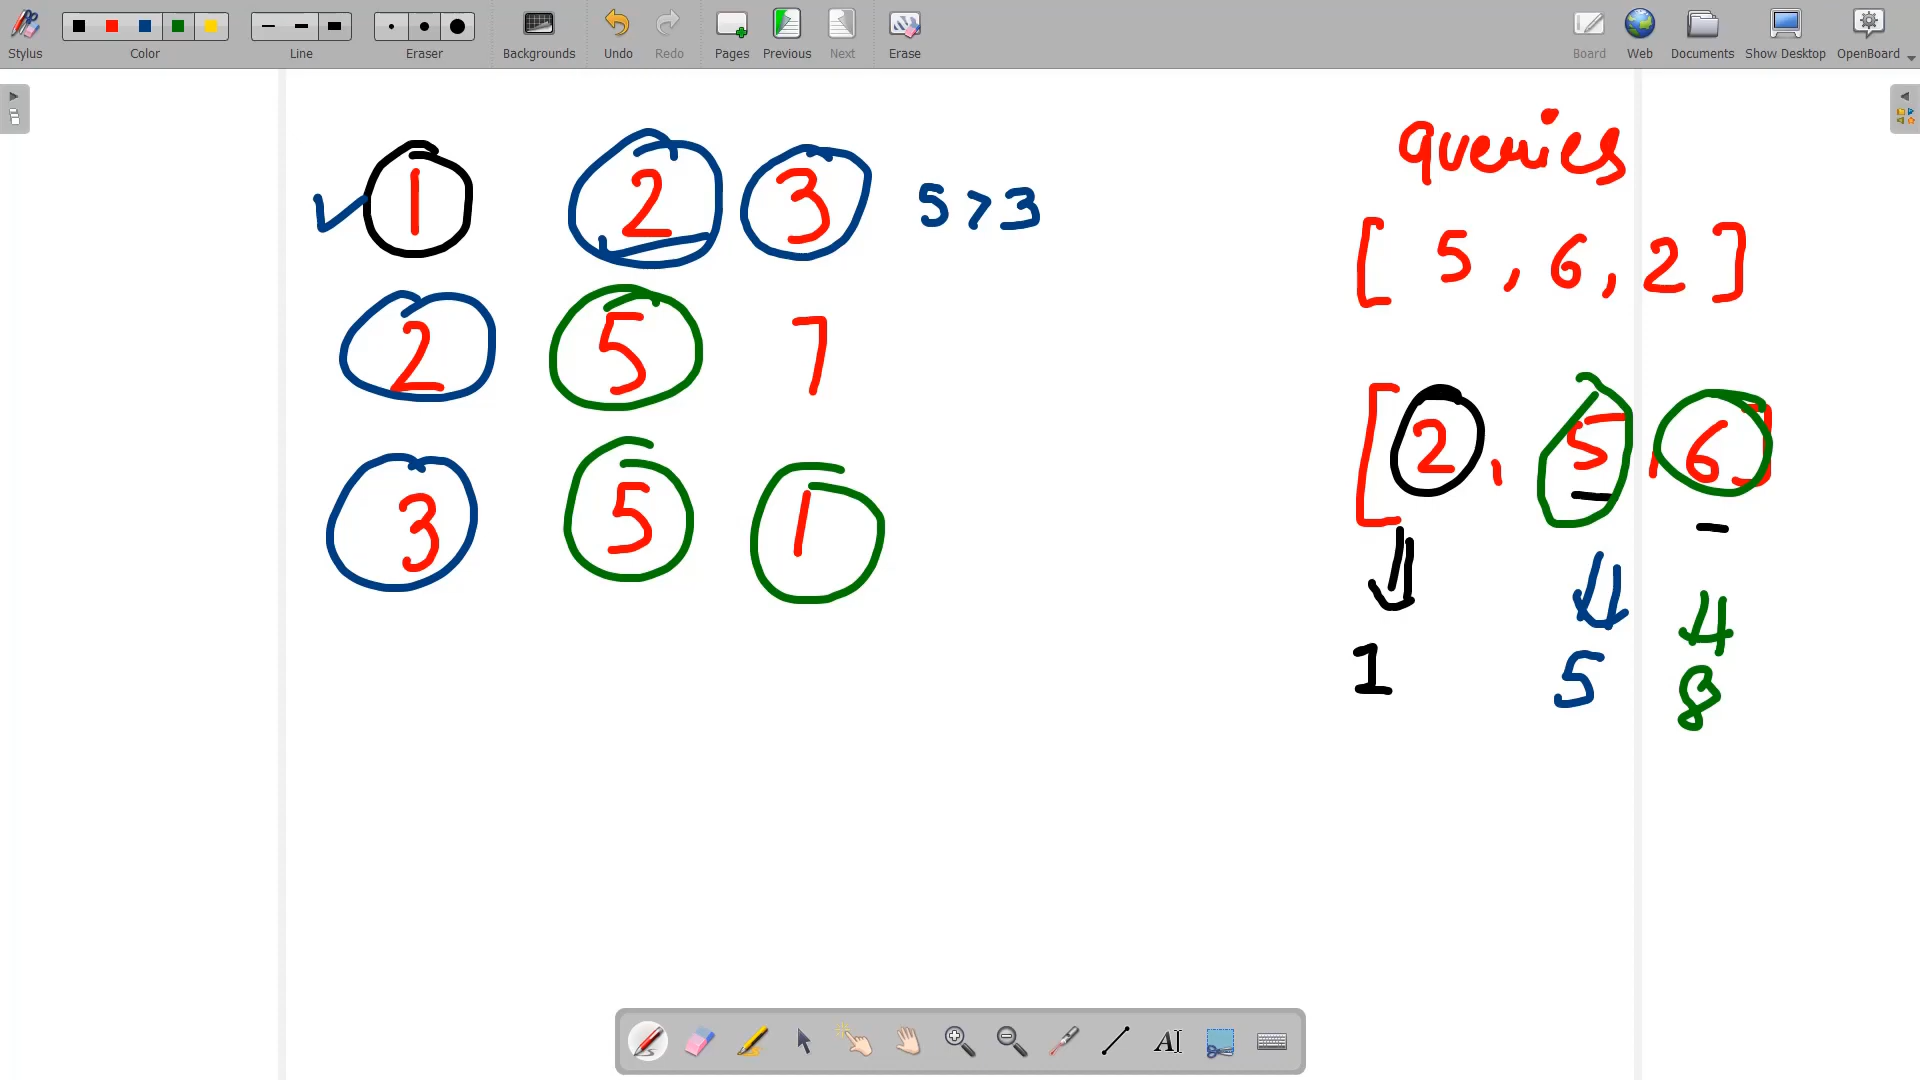 Stylus Color Line Eraser Backgrounds Undo Redo Pages Previous Next Erase Board Web Documents Show Desktop OpenBoard
queries
1 2 3 5 > 3
[ 5 , 6 , 2 ]
2 5 7
[ 2 , 5 , 6 ]
3 5 1
1 5 8